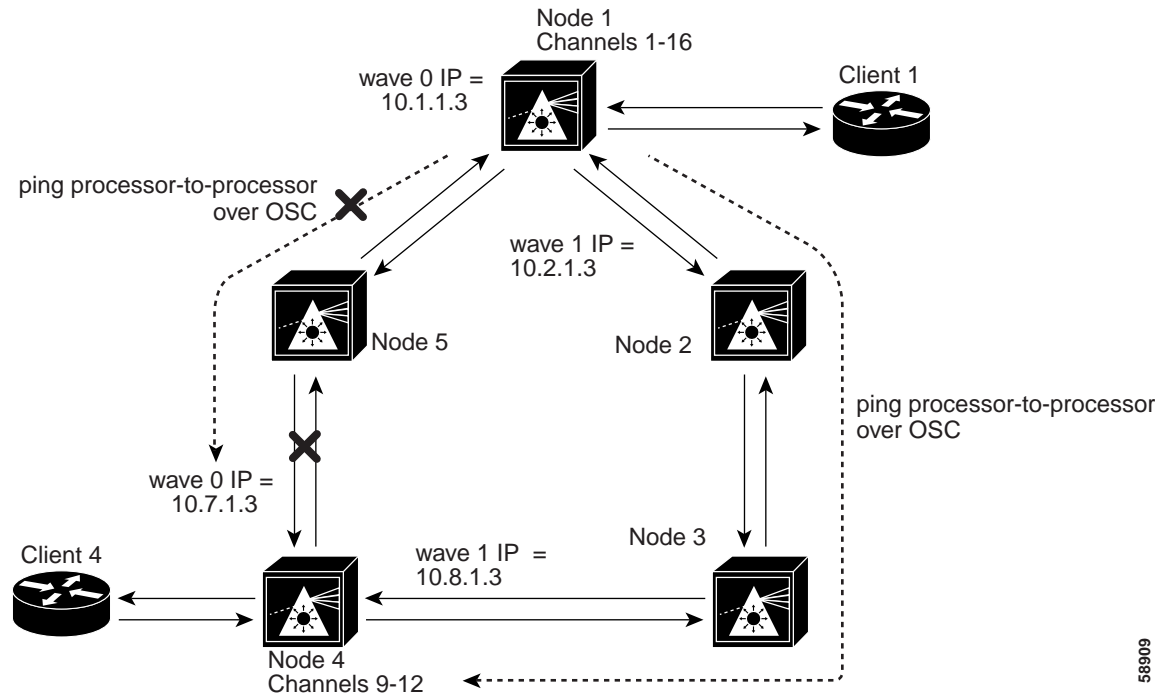 Node 1
Channels 1-16
wave 0 IP =
10.1.1.3
Client 1
ping processor-to-processor
over OSC
wave 1 IP =
10.2.1.3
Node 5
Node 2
ping processor-to-processor
over OSC
wave 0 IP =
10.7.1.3
Client 4
wave 1 IP =
10.8.1.3
Node 3
Node 4
Channels 9-12
58909